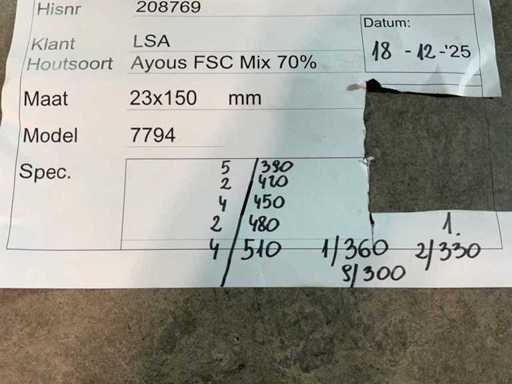 Hisnr 208769
Datum:
18 - 12 -'25
Klant LSA
Houtsoort Ayous FSC Mix 70%
Maat 23x150 mm
Model 7794
Spec.
5/390
2/420
4/450
2/480
1.
4/510 1/360 2/330
9/300